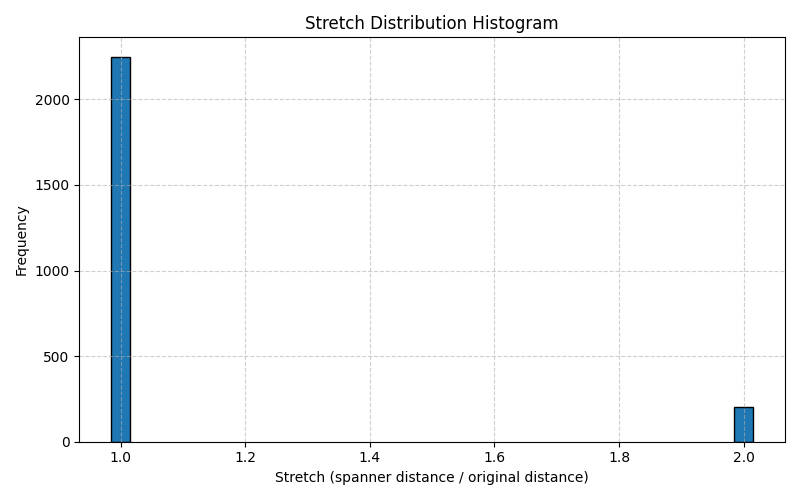 Stretch Distribution Histogram
2000
1500
1000
500
0
Frequency
1.0 1.2 1.4 1.6 1.8 2.0
Stretch (spanner distance / original distance)